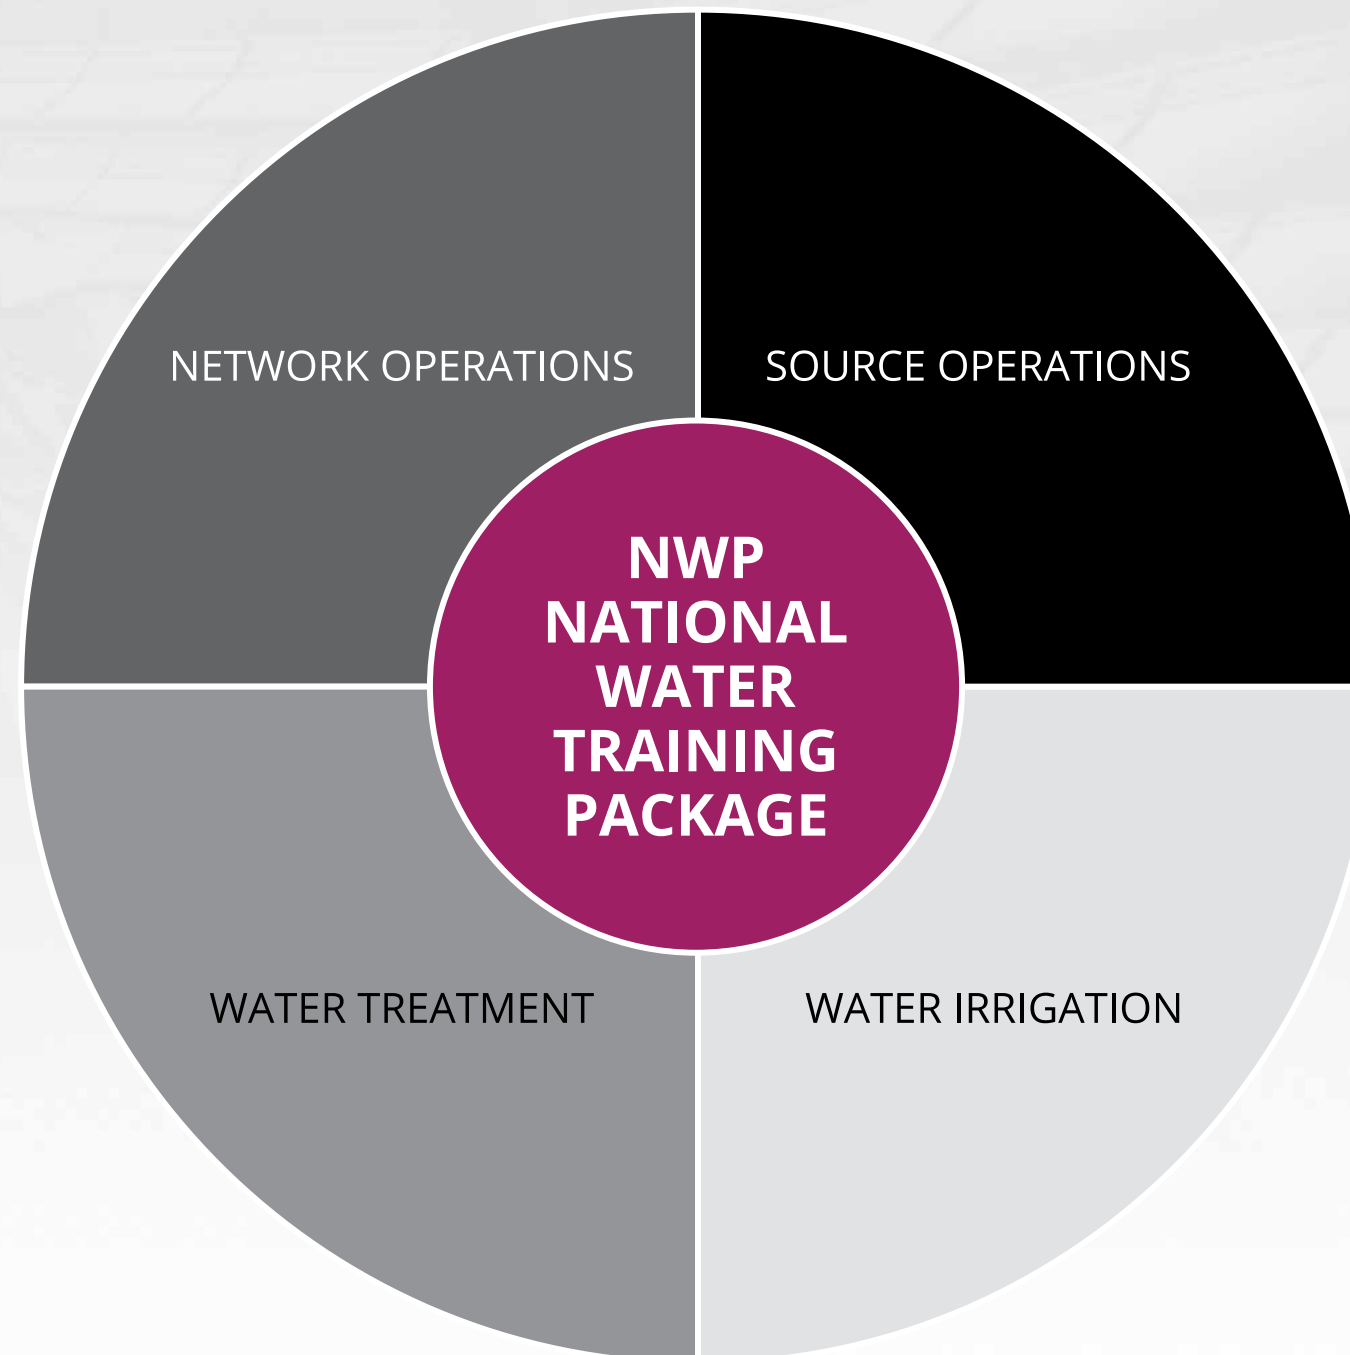 NETWORK OPERATIONS
SOURCE OPERATIONS
NWP
NATIONAL
WATER
TRAINING
PACKAGE
WATER TREATMENT
WATER IRRIGATION